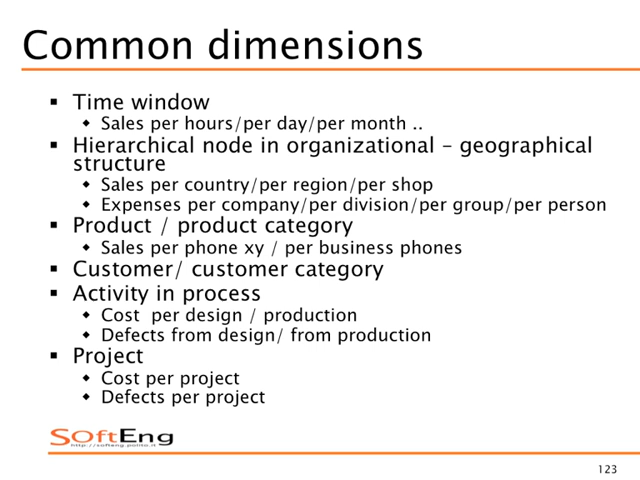 Common dimensions
▪ Time window
◆ Sales per hours/per day/per month ..
▪ Hierarchical node in organizational – geographical
structure
◆ Sales per country/per region/per shop
◆ Expenses per company/per division/per group/per person
▪ Product / product category
◆ Sales per phone xy / per business phones
▪ Customer/ customer category
▪ Activity in process
◆ Cost  per design / production
◆ Defects from design/ from production
▪ Project
◆ Cost per project
◆ Defects per project
SOftEng
http://softeng.polito.it
123